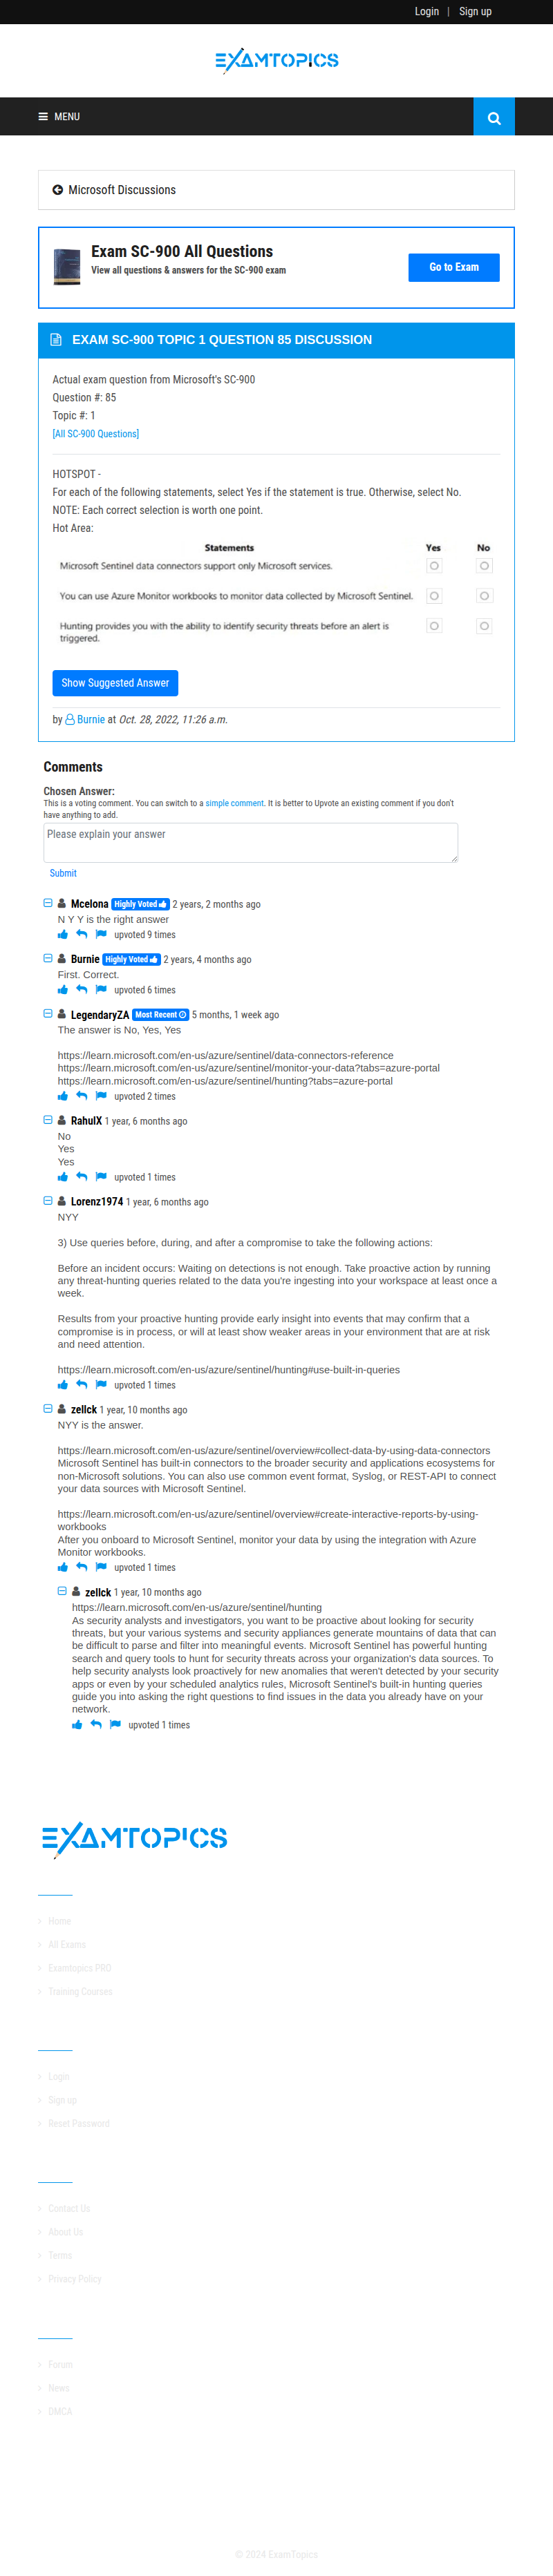 Login | Sign up
EXAMTOPICS
MENU
Microsoft Discussions
Exam SC-900 All Questions
View all questions & answers for the SC-900 exam
Go to Exam
EXAM SC-900 TOPIC 1 QUESTION 85 DISCUSSION
Actual exam question from Microsoft's SC-900
Question #: 85
Topic #: 1
[All SC-900 Questions]
HOTSPOT -
For each of the following statements, select Yes if the statement is true. Otherwise, select No.
NOTE: Each correct selection is worth one point.
Hot Area:
Statements Yes No
Microsoft Sentinel data connectors support only Microsoft services.
You can use Azure Monitor workbooks to monitor data collected by Microsoft Sentinel.
Hunting provides you with the ability to identify security threats before an alert is
triggered.
Show Suggested Answer
by Burnie at Oct. 28, 2022, 11:26 a.m.
Comments
Chosen Answer:
This is a voting comment. You can switch to a simple comment. It is better to Upvote an existing comment if you don't
have anything to add.
Please explain your answer
Submit
Mcelona Highly Voted 2 years, 2 months ago
N Y Y is the right answer
upvoted 9 times
Burnie Highly Voted 2 years, 4 months ago
First. Correct.
upvoted 6 times
LegendaryZA Most Recent 5 months, 1 week ago
The answer is No, Yes, Yes
https://learn.microsoft.com/en-us/azure/sentinel/data-connectors-reference
https://learn.microsoft.com/en-us/azure/sentinel/monitor-your-data?tabs=azure-portal
https://learn.microsoft.com/en-us/azure/sentinel/hunting?tabs=azure-portal
upvoted 2 times
RahulX 1 year, 6 months ago
No
Yes
Yes
upvoted 1 times
Lorenz1974 1 year, 6 months ago
NYY
3) Use queries before, during, and after a compromise to take the following actions:
Before an incident occurs: Waiting on detections is not enough. Take proactive action by running
any threat-hunting queries related to the data you're ingesting into your workspace at least once a
week.
Results from your proactive hunting provide early insight into events that may confirm that a
compromise is in process, or will at least show weaker areas in your environment that are at risk
and need attention.
https://learn.microsoft.com/en-us/azure/sentinel/hunting#use-built-in-queries
upvoted 1 times
zellck 1 year, 10 months ago
NYY is the answer.
https://learn.microsoft.com/en-us/azure/sentinel/overview#collect-data-by-using-data-connectors
Microsoft Sentinel has built-in connectors to the broader security and applications ecosystems for
non-Microsoft solutions. You can also use common event format, Syslog, or REST-API to connect
your data sources with Microsoft Sentinel.
https://learn.microsoft.com/en-us/azure/sentinel/overview#create-interactive-reports-by-using-
workbooks
After you onboard to Microsoft Sentinel, monitor your data by using the integration with Azure
Monitor workbooks.
upvoted 1 times
zellck 1 year, 10 months ago
https://learn.microsoft.com/en-us/azure/sentinel/hunting
As security analysts and investigators, you want to be proactive about looking for security
threats, but your various systems and security appliances generate mountains of data that can
be difficult to parse and filter into meaningful events. Microsoft Sentinel has powerful hunting
search and query tools to hunt for security threats across your organization's data sources. To
help security analysts look proactively for new anomalies that weren't detected by your security
apps or even by your scheduled analytics rules, Microsoft Sentinel's built-in hunting queries
guide you into asking the right questions to find issues in the data you already have on your
network.
upvoted 1 times
EXAMTOPICS
Home
All Exams
Examtopics PRO
Training Courses
Login
Sign up
Reset Password
Contact Us
About Us
Terms
Privacy Policy
Forum
News
DMCA
© 2024 ExamTopics